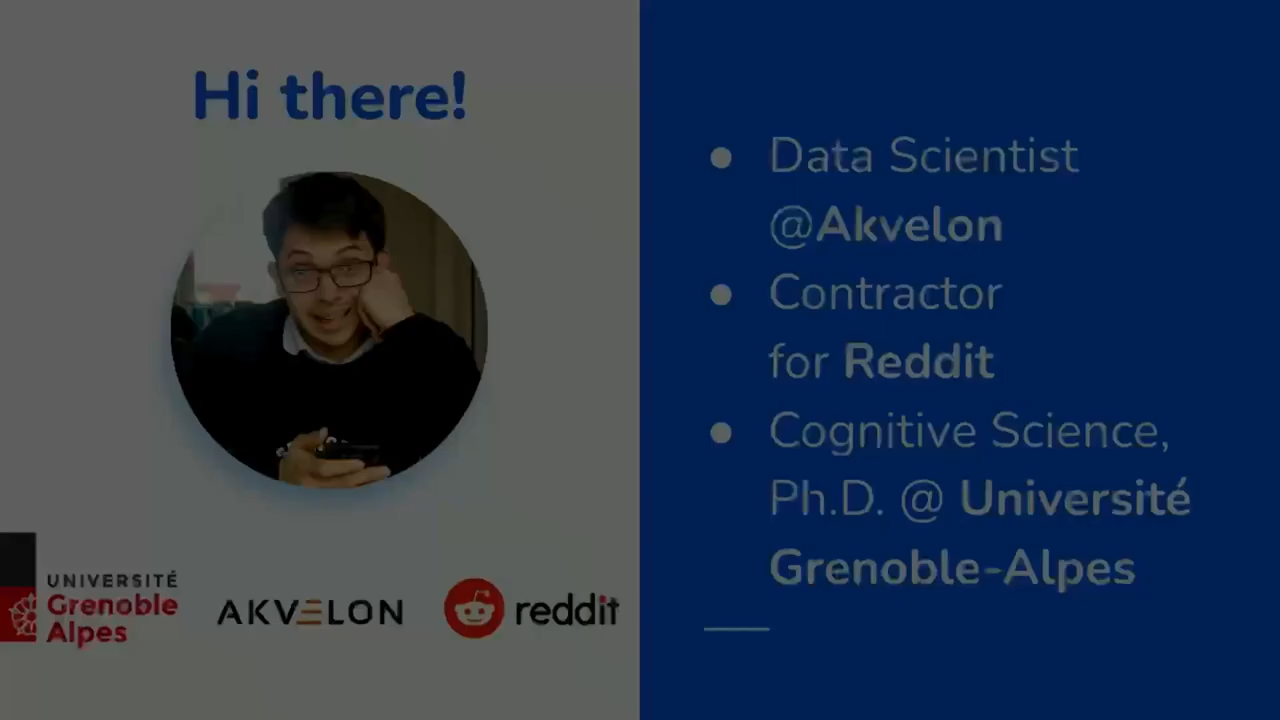 Hi there!
UNIVERSITÉ
Grenoble
Alpes
AKVELON
reddit
Data Scientist
@Akvelon
Contractor
for Reddit
Cognitive Science,
Ph.D. @ Université
Grenoble-Alpes